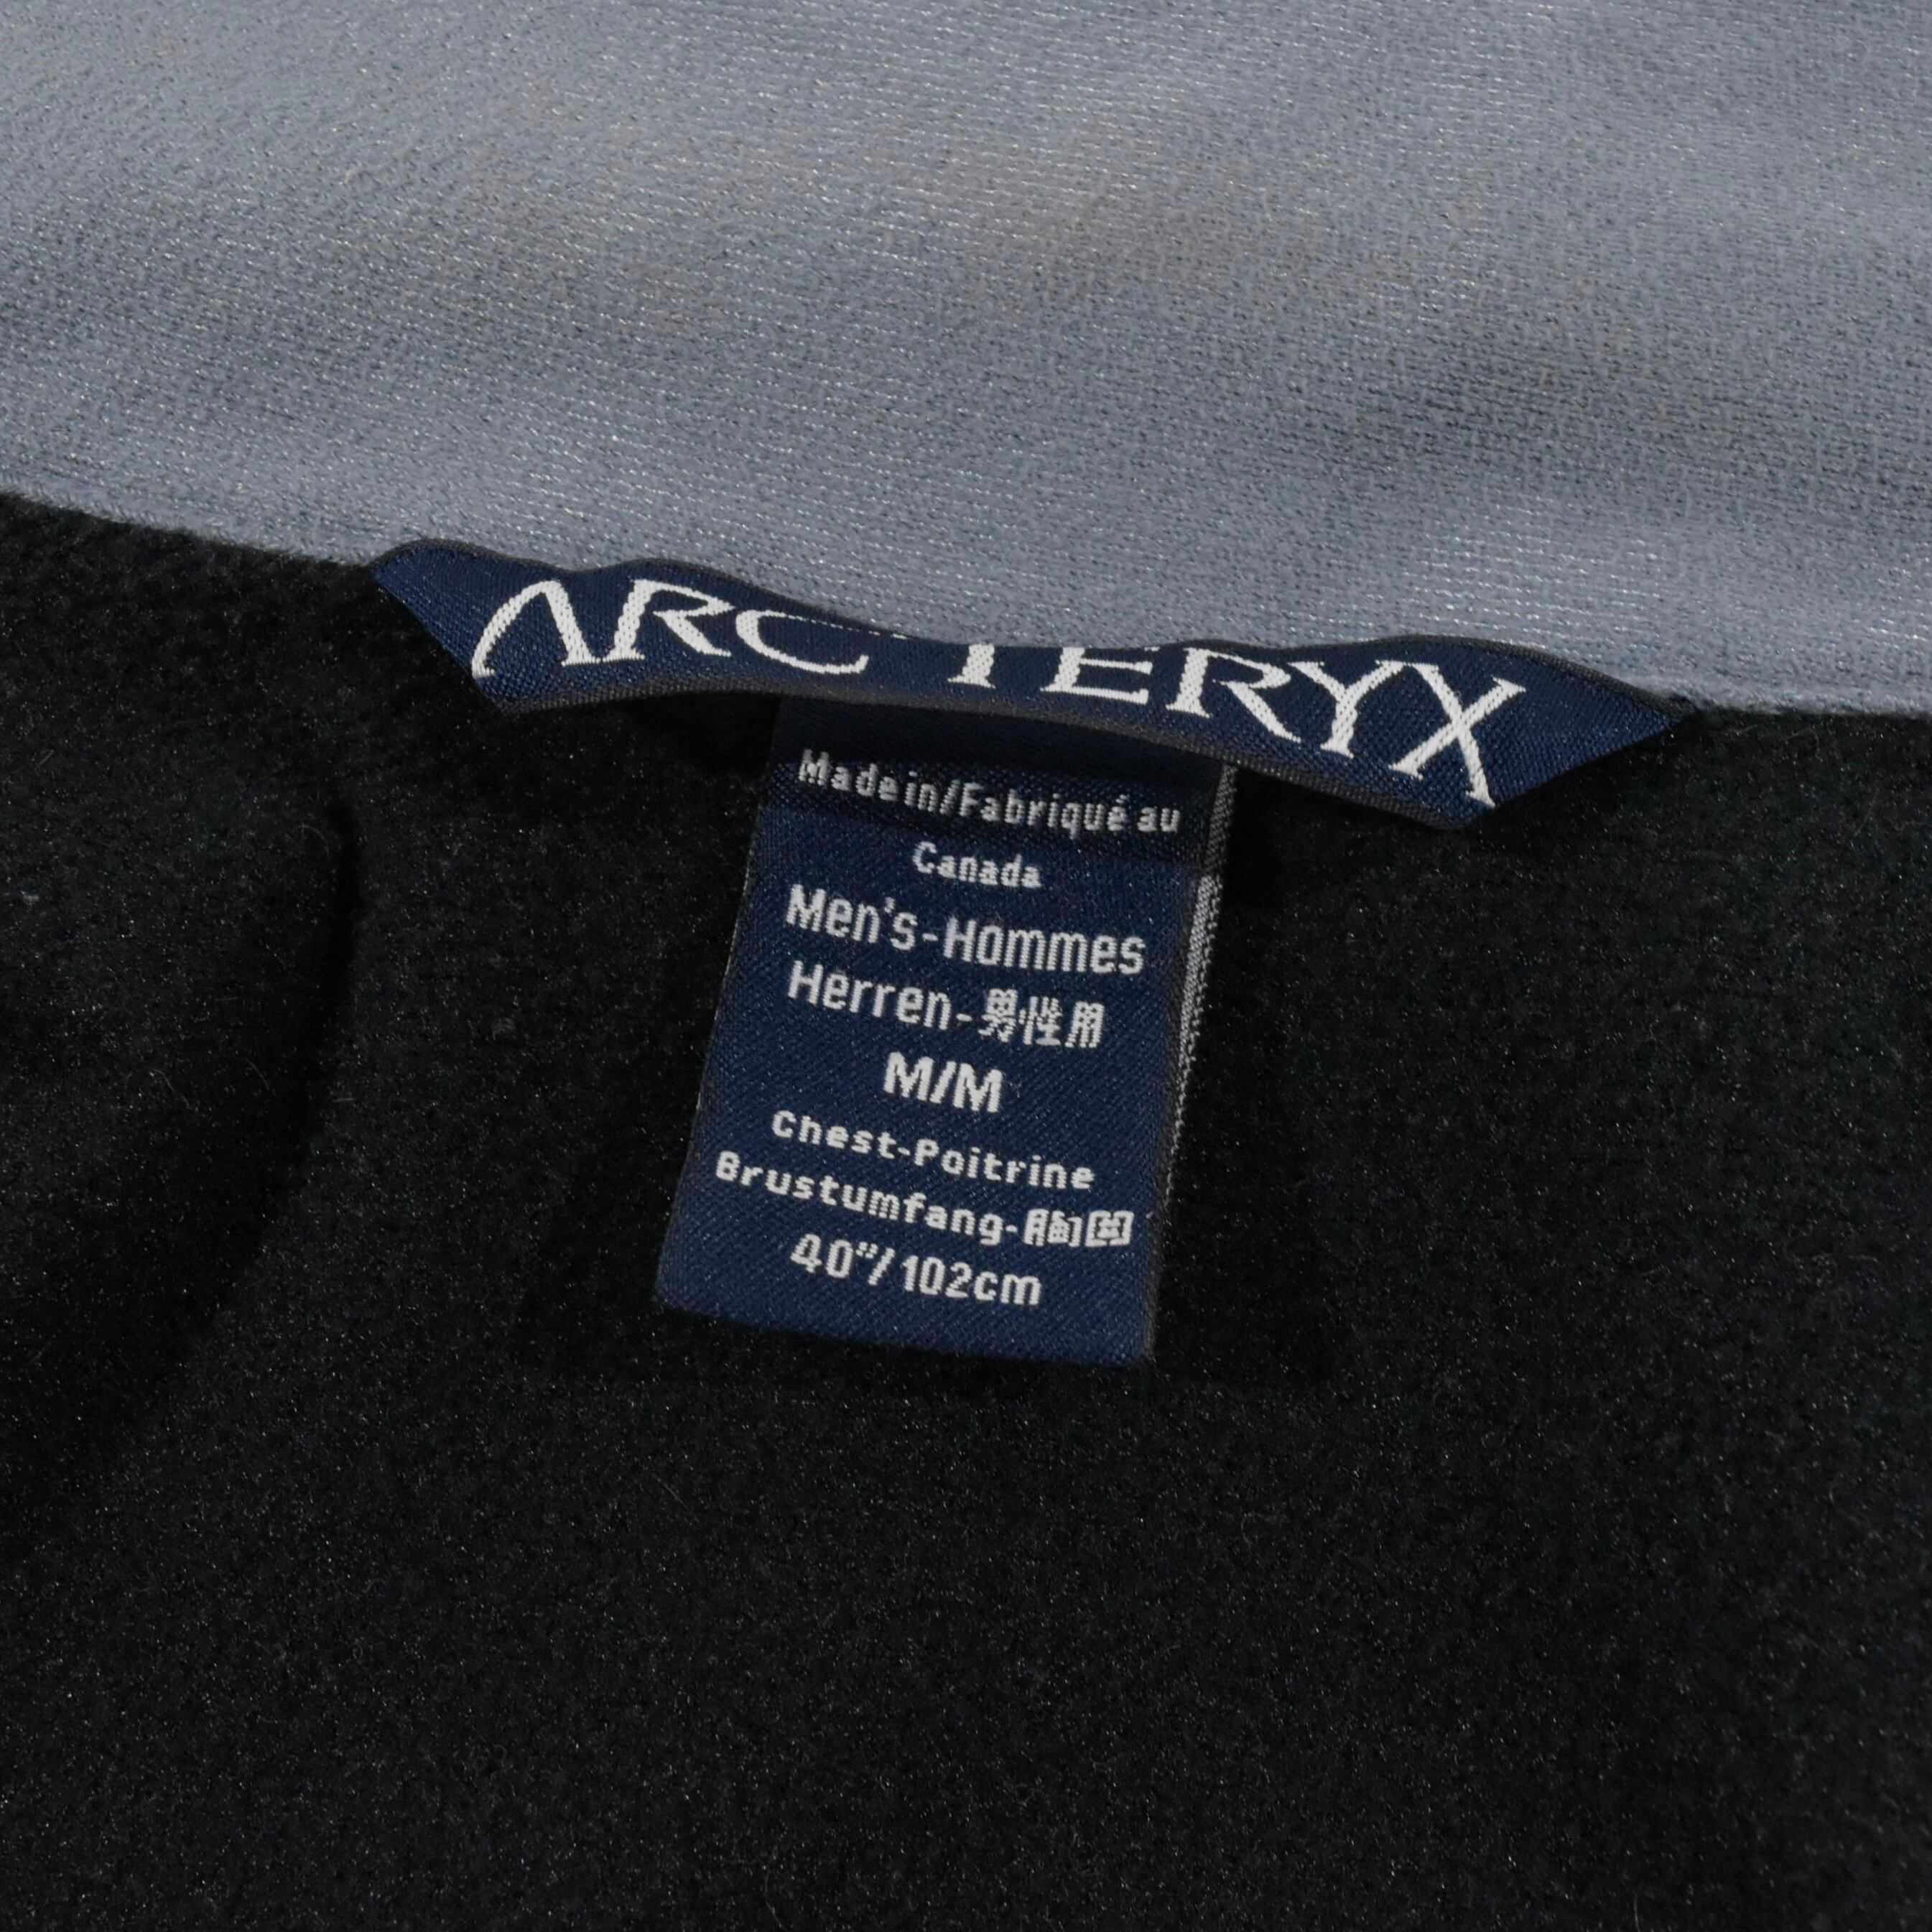 ARC'TERYX
Made in/Fabriqué au
Canada
Men's-Hommes
Herren-男性用
M/M
Chest-Poitrine
Brustumfang-胸囲
40"/102cm